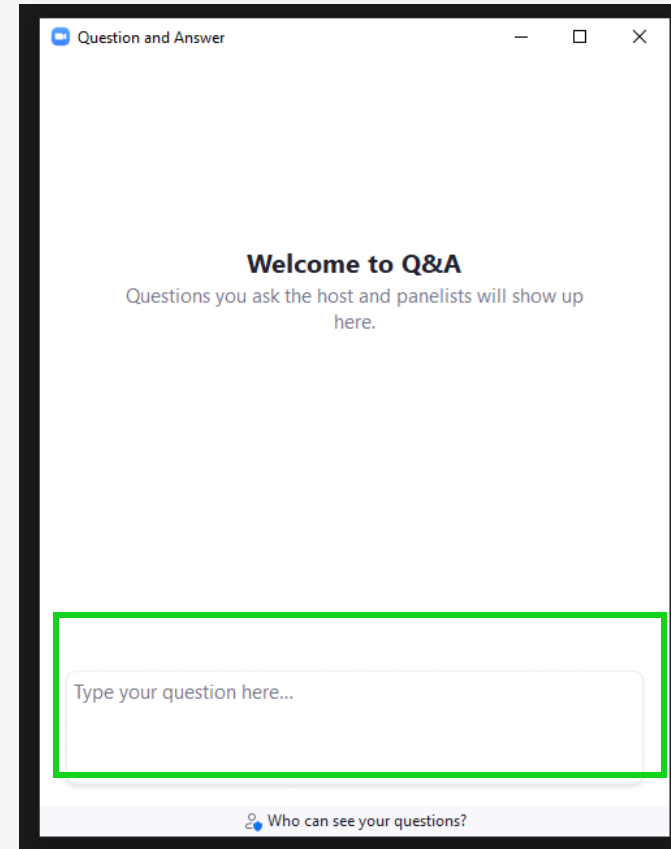 Question and Answer
Welcome to Q&A
Questions you ask the host and panelists will show up
here.
Type your question here...
Who can see your questions?